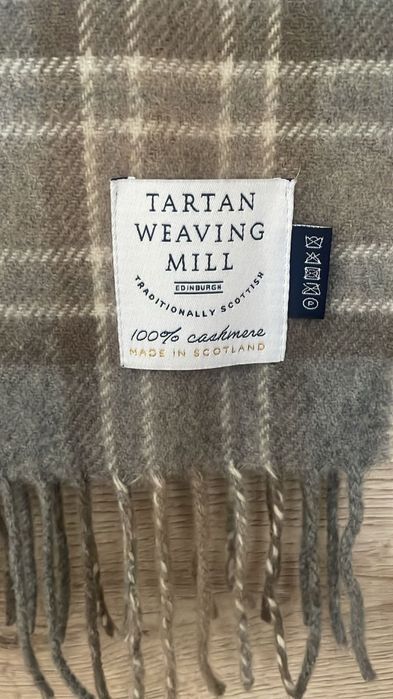 TARTAN
WEAVING
MILL
EDINBURGH
TRADITIONALLY SCOTTISH
100% cashmere
MADE IN SCOTLAND
P